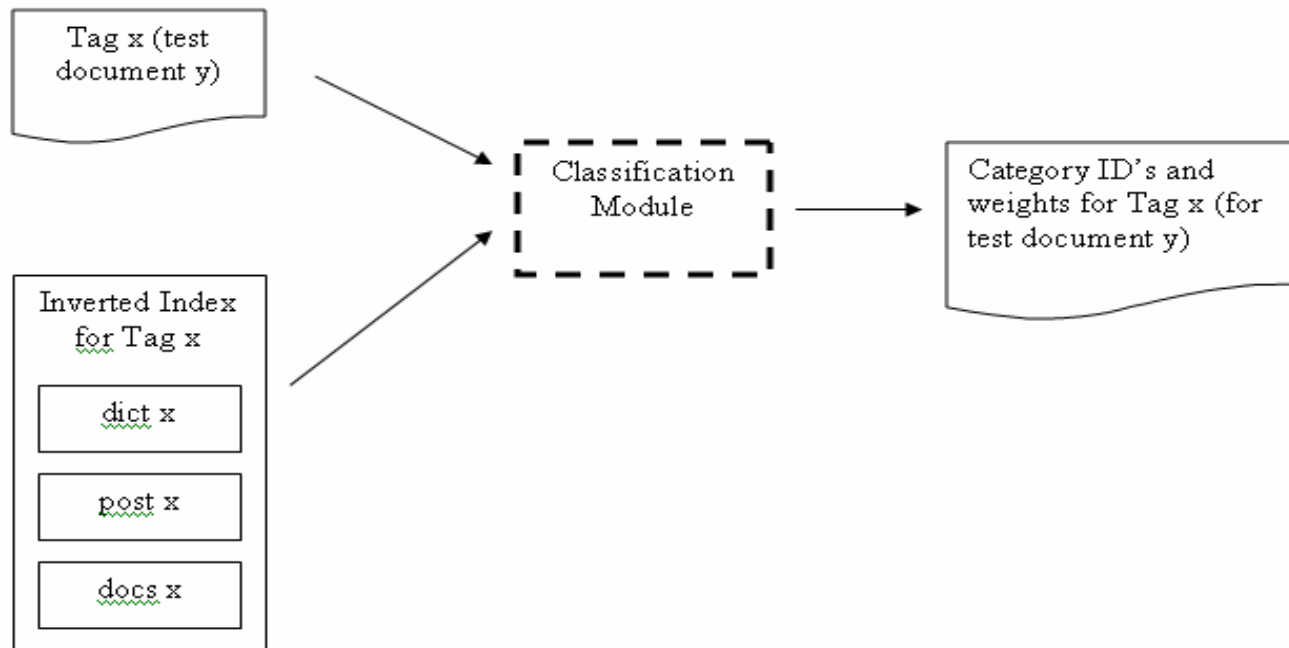 Tag x (test
document y)
Classification
Module
Category ID's and
weights for Tag x (for
test document y)
Inverted Index
for Tag x
dict x
post x
docs x